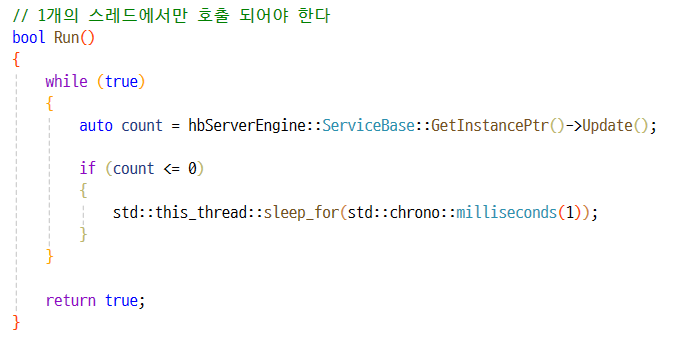 // 1개의 스레드에서만 호출 되어야 한다
bool Run()
{
    while (true)
    {
        auto count = hbServerEngine::ServiceBase::GetInstancePtr()->Update();

        if (count <= 0)
        {
            std::this_thread::sleep_for(std::chrono::milliseconds(1));
        }
    }

    return true;
}